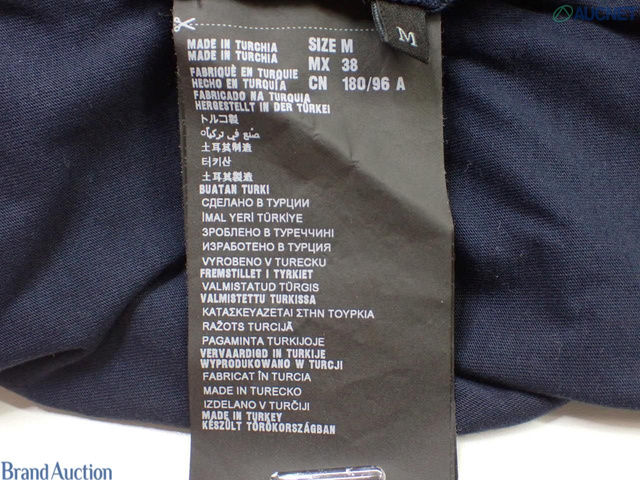 AUCNET
M
MADE IN TURCHIA
MADE IN TURCHIA
FABRIQUÉ EN TURQUIE
HECHO EN TURQUÍA
FABRICADO NA TURQUIA
HERGESTELLT IN DER TÜRKEI
SIZE M
MX 38
CN 180/96 A
トルコ製
صنع في تركيا
土耳其制造
터키산
土耳其製造
BUATAN TURKI
СДЕЛАНО В ТУРЦИИ
İMAL YERİ TÜRKİYE
ЗРОБЛЕНО В ТУРЕЧЧИНІ
ИЗРАБОТЕНО В ТУРЦИЯ
VYROBENO V TURECKU
FREMSTILLET I TYRKIET
VALMISTATUD TÜRGIS
VALMISTETTU TURKISSA
ΚΑΤΑΣΚΕΥΑΖΕΤΑΙ ΣΤΗΝ ΤΟΥΡΚΙΑ
RAŽOTS TURCIJĀ
PAGAMINTA TURKIJOJE
VERVAARDIGD IN TURKIJE
WYPRODUKOWANO W TURCJI
FABRICAT ÎN TURCIA
MADE IN TURECKO
IZDELANO V TURČIJI
MADE IN TURKEY
KÉSZÜLT TÖRÖKORSZÁGBAN
Brand Auction